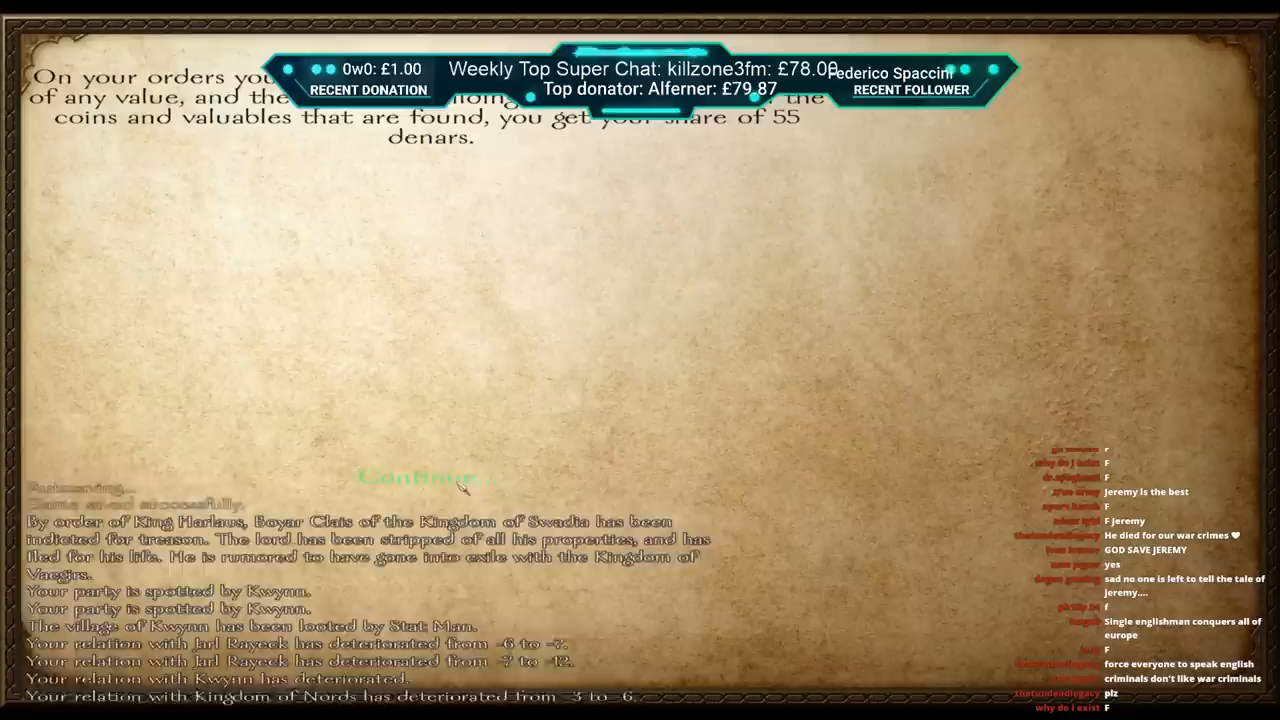 On your orders you
of any value, and the
coins and valuables that are found, you get your share of 55
denars.
0w0: £1.00
RECENT DONATION
Weekly Top Super Chat: killzone3fm: £78.00
Top donator: Alferner: £79.87
Federico Spaccini
RECENT FOLLOWER
Continue...
Autosaving...
Game saved successfully.
By order of King Harlaus, Boyar Clais of the Kingdom of Swadia has been
indicted for treason. The lord has been stripped of all his properties, and has
fled for his life. He is rumored to have gone into exile with the Kingdom of
Vaegirs.
Your party is spotted by Kwynn.
Your party is spotted by Kwynn.
The village of Kwynn has been looted by Stat Man.
Your relation with Jarl Rayeck has deteriorated from -6 to -7.
Your relation with Jarl Rayeck has deteriorated from -7 to -12.
Your relation with Kwynn has deteriorated.
Your relation with Kingdom of Nords has deteriorated from -3 to -6.
why do i exist F
F
Jeremy is the best
F
F Jeremy
thatundeadlegacy He died for our war crimes ❤
GOD SAVE JEREMY
yes
sad no one is left to tell the tale of
Jeremy....
f
Single englishman conquers all of
europe
F
thatundeadlegacy force everyone to speak english
criminals don't like war criminals
thatundeadlegacy plz
why do i exist F